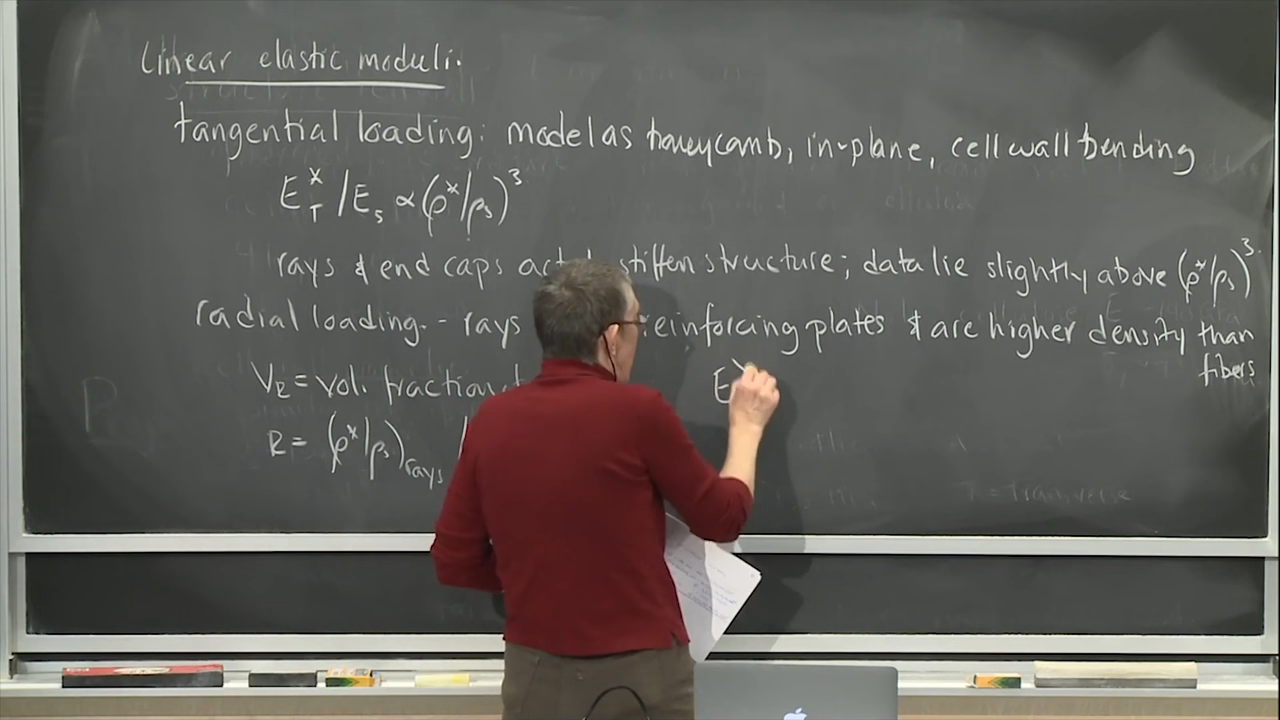 Linear elastic moduli.
tangential loading: model as honeycomb, in-plane, cell wall bending
E*T/Es ∝ (ρ*/ρs)^3
rays & end caps act stiffen structure; data lie slightly above (ρ*/ρs)^3.
radial loading - rays reinforcing plates & are higher density than
fibers
VR = vol. fraction
R = (ρ*/ρs)rays /
E
T = transverse